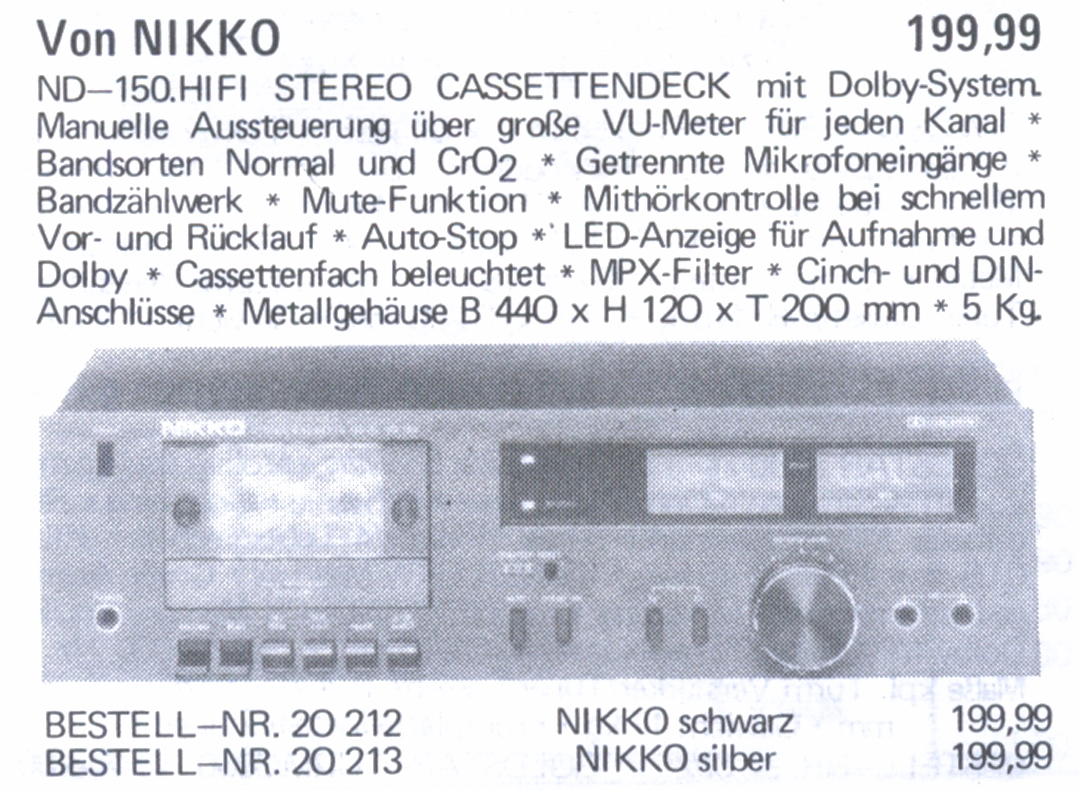 Von NIKKO 199,99
ND-150.HIFI STEREO CASSETTENDECK mit Dolby-System.
Manuelle Aussteuerung über große VU-Meter für jeden Kanal *
Bandsorten Normal und CrO2 * Getrennte Mikrofoneingänge *
Bandzählwerk * Mute-Funktion * Mithörkontrolle bei schnellem
Vor- und Rücklauf * Auto-Stop * LED-Anzeige für Aufnahme und
Dolby * Cassettenfach beleuchtet * MPX-Filter * Cinch- und DIN-
Anschlüsse * Metallgehäuse B 440 x H 120 x T 200 mm * 5 Kg.
NIKKO
BESTELL-NR. 20 212 NIKKO schwarz 199,99
BESTELL-NR. 20 213 NIKKO silber 199,99